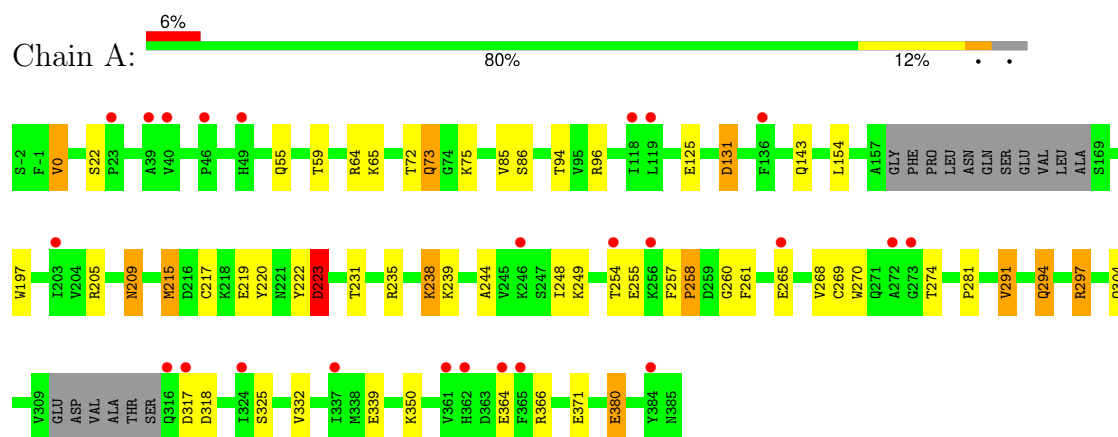 6%
Chain A:
80% 12% • •
S-2 F-1 V0 S22 P23 A39 V40 P46 H49 Q55 T59 R64 K65 T72 Q73 G74 K75 V85 S86 T94 V95 R96 I118 L119 E125 D131 F136 Q143 L154 A157 GLY PHE PRO LEU ASN GLN SER GLU VAL LEU ALA S169
W197 I203 V204 R205 N209 M215 D216 C217 K218 E219 Y220 N221 Y222 D223 T231 R235 K238 K239 A244 V245 K246 S247 I248 K249 T254 E255 K256 F257 P258 D259 G260 F261 E265 V268 C269 W270 Q271 A272 G273 T274 P281 V291 Q294 R297
V309 GLU ASP VAL ALA THR SER Q316 D317 D318 I324 S325 V332 I337 M338 E339 K350 V361 H362 D363 E364 F365 R366 E371 E380 Y384 N385